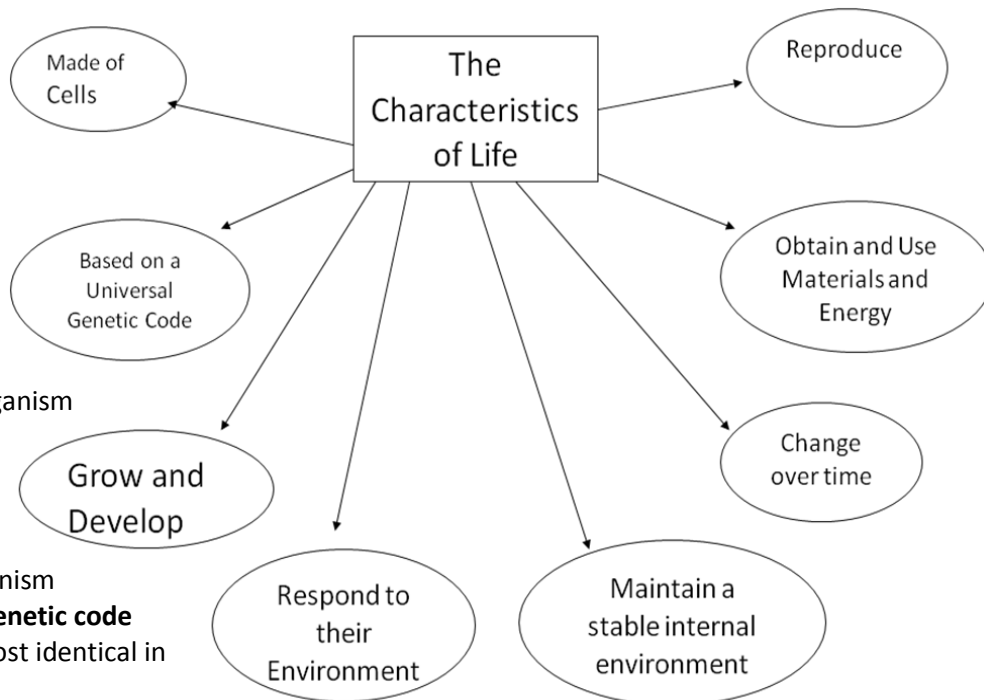 The
Characteristics
of Life
Made of
Cells
Reproduce
Based on a
Universal
Genetic Code
Obtain and Use
Materials and
Energy
ganism
Grow and
Develop
Change
over time
nism
enetic code
ost identical in
Respond to
their
Environment
Maintain a
stable internal
environment